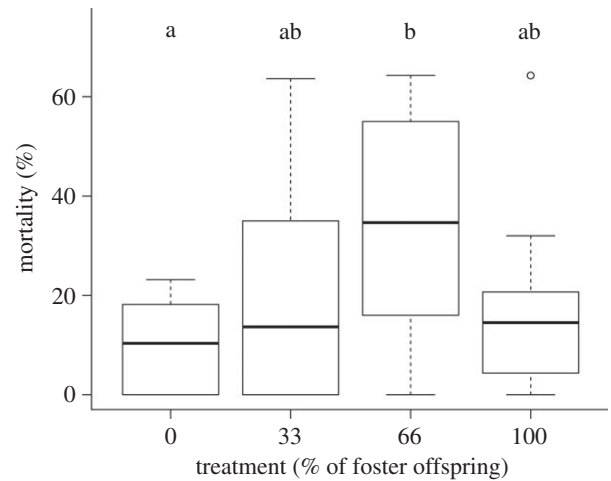 a ab b ab
60
40
20
0
mortality (%)
0 33 66 100
treatment (% of foster offspring)